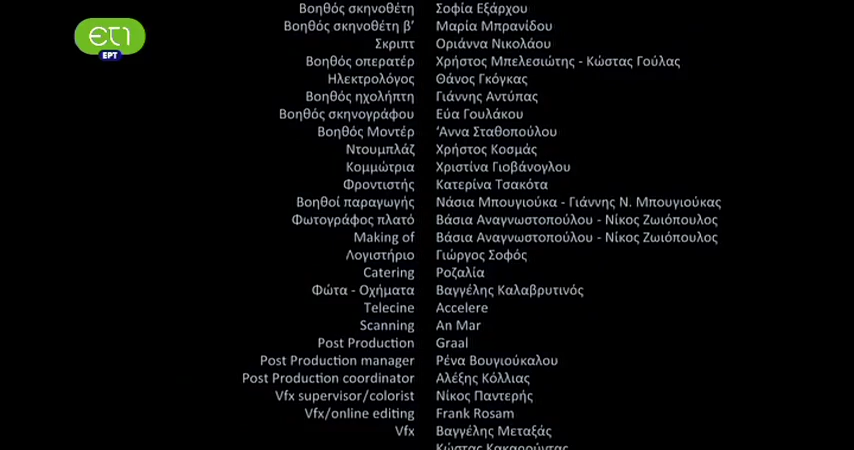 ετ1
ΕΡΤ
Βοηθός σκηνοθέτη Σοφία Εξάρχου
Βοηθός σκηνοθέτη β’ Μαρία Μπρανίδου
Σκριπτ Οριάννα Νικολάου
Βοηθός οπερατέρ Χρήστος Μπελεσιώτης - Κώστας Γούλας
Ηλεκτρολόγος Θάνος Γκόγκας
Βοηθός ηχολήπτη Γιάννης Αντύπας
Βοηθός σκηνογράφου Εύα Γουλάκου
Βοηθός Μοντέρ ‘Αννα Σταθοπούλου
Ντουμπλάζ Χρήστος Κοσμάς
Κομμώτρια Χριστίνα Γιοβάνογλου
Φροντιστής Κατερίνα Τσακότα
Βοηθοί παραγωγής Νάσια Μπουγιούκα - Γιάννης Ν. Μπουγιούκας
Φωτογράφος πλατό Βάσια Αναγνωστοπούλου - Νίκος Ζωιόπουλος
Making of Βάσια Αναγνωστοπούλου - Νίκος Ζωιόπουλος
Λογιστήριο Γιώργος Σοφός
Catering Ροζαλία
Φώτα - Οχήματα Βαγγέλης Καλαβρυτινός
Telecine Accelere
Scanning An Mar
Post Production Graal
Post Production manager Ρένα Βουγιούκαλου
Post Production coordinator Αλέξης Κόλλιας
Vfx supervisor/colorist Νίκος Παντερής
Vfx/online editing Frank Rosam
Vfx Βαγγέλης Μεταξάς
Κώστας Κακαρούντας